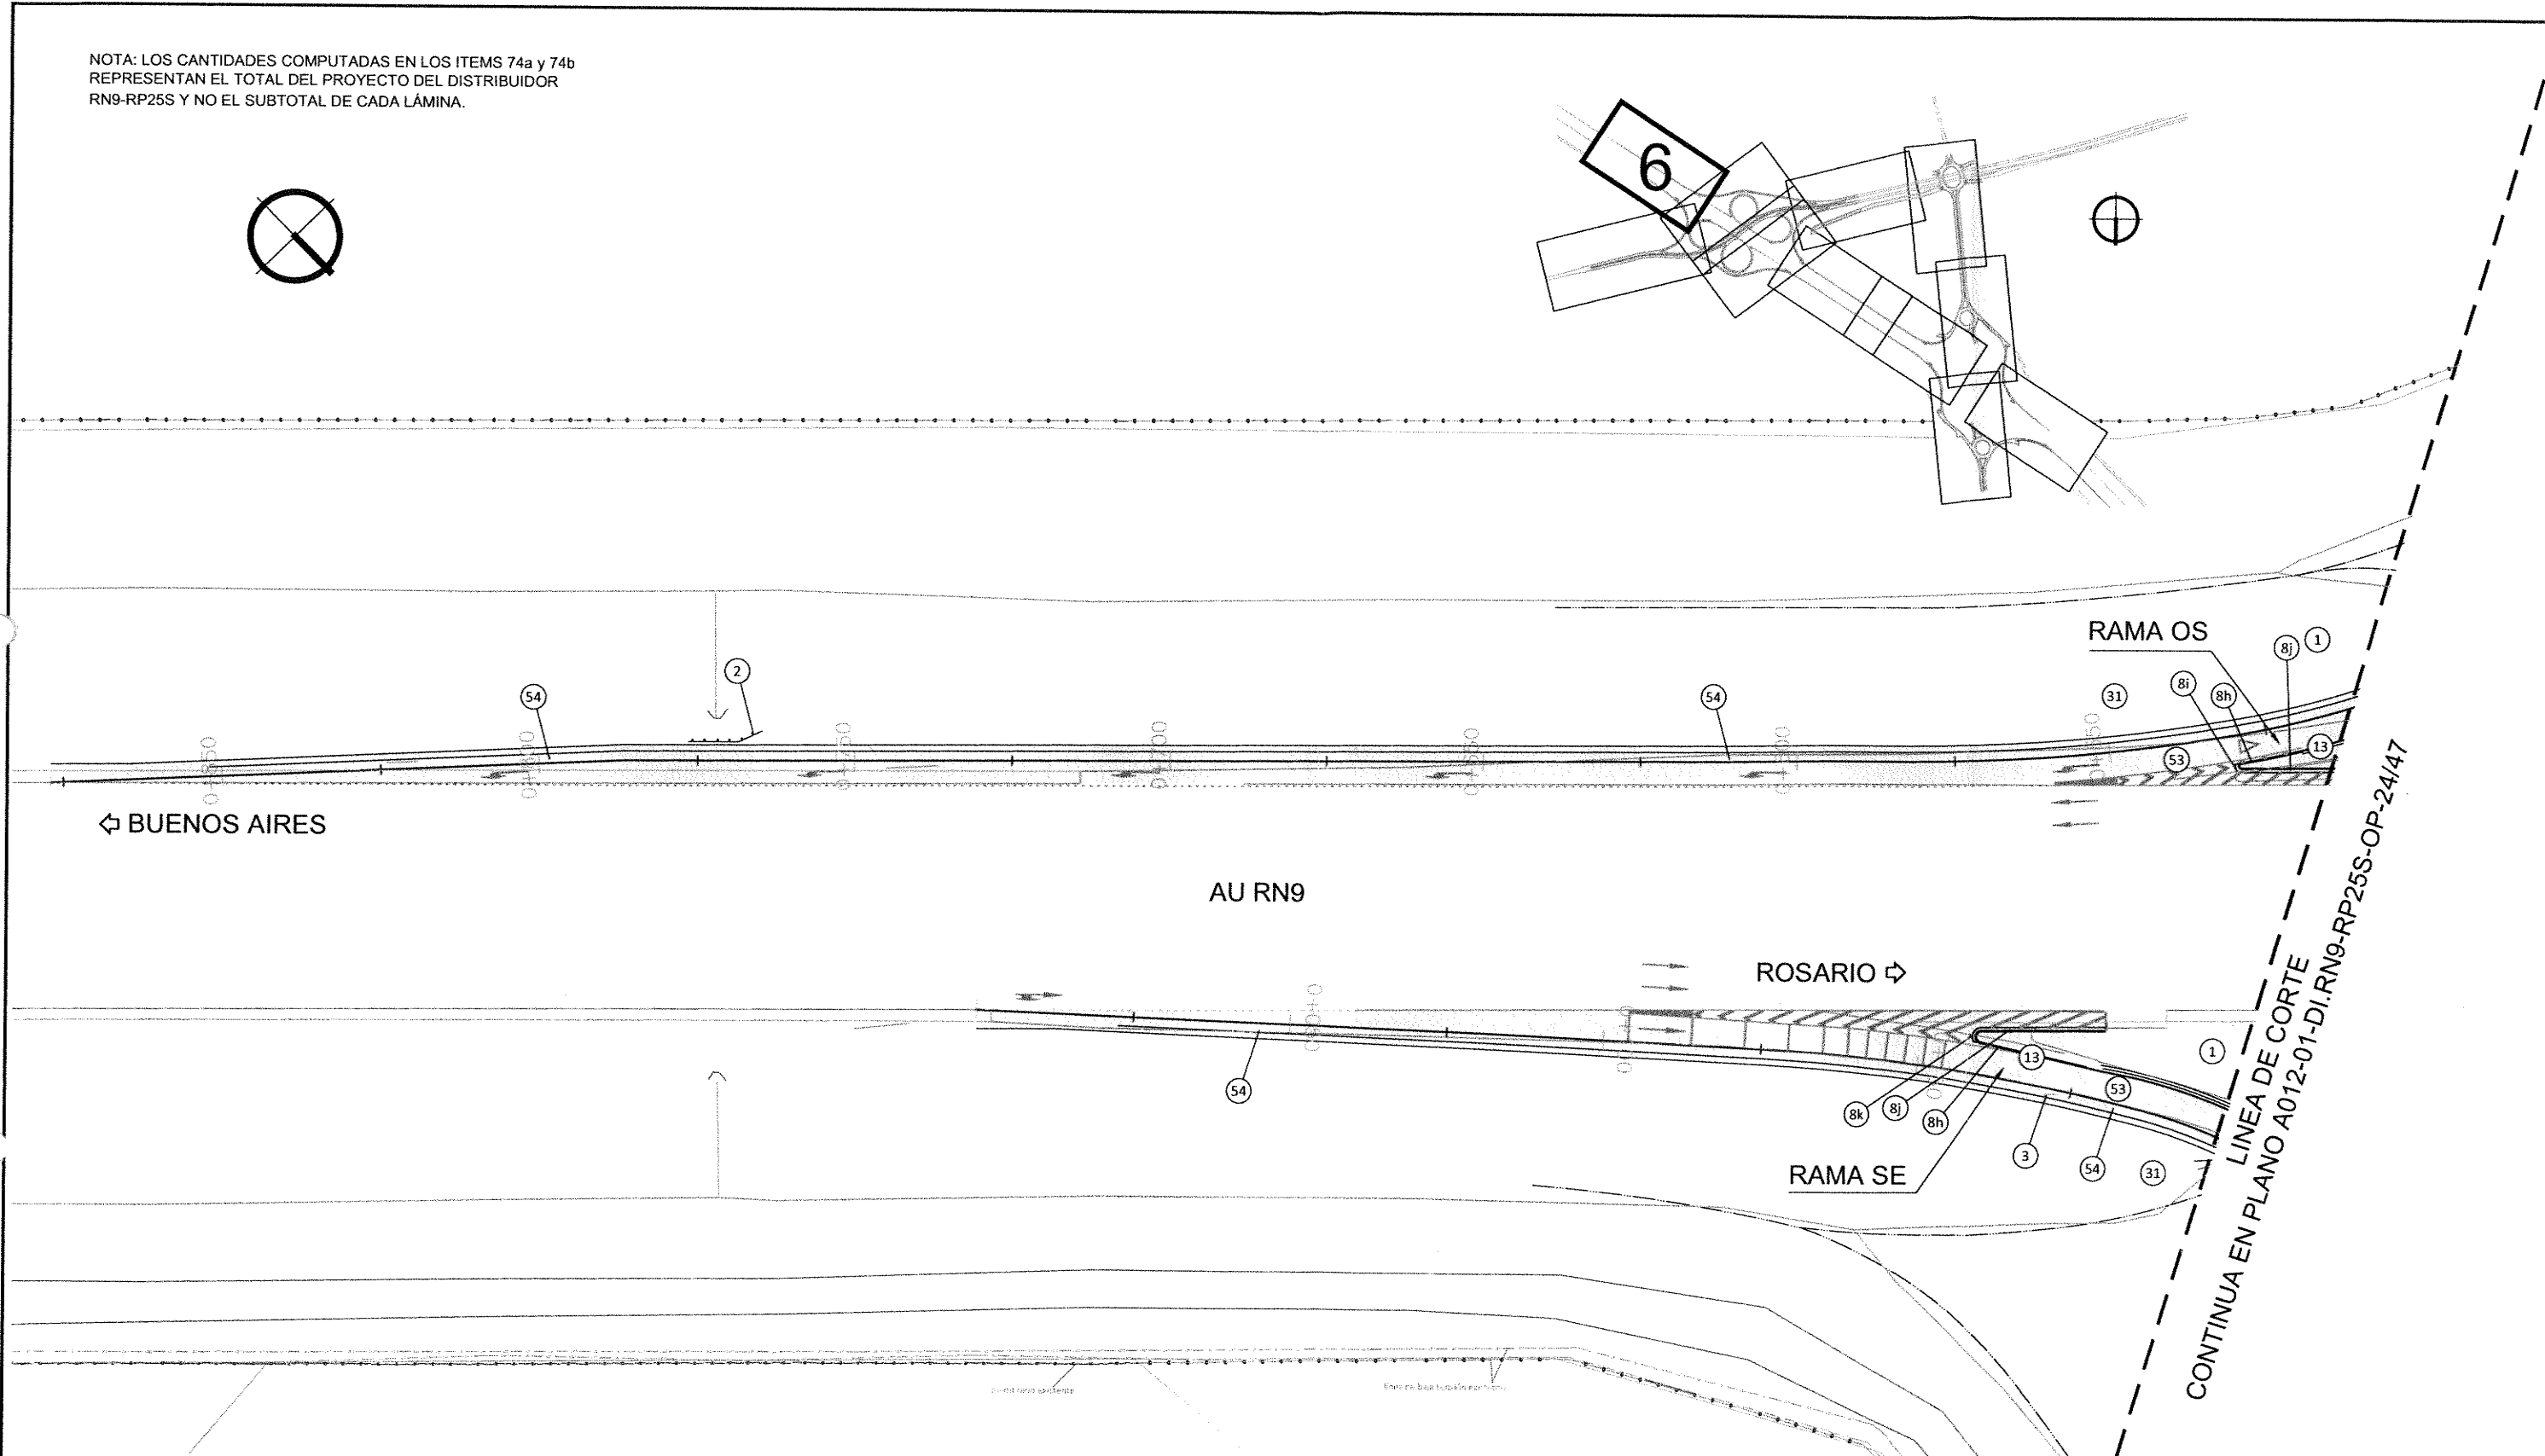 NOTA: LOS CANTIDADES COMPUTADAS EN LOS ITEMS 74a y 74b
REPRESENTAN EL TOTAL DEL PROYECTO DEL DISTRIBUIDOR
RN9-RP25S Y NO EL SUBTOTAL DE CADA LÁMINA.
6
RAMA OS
8j
1
2
54
54
31
8i
8h
13
53
BUENOS AIRES
AU RN9
ROSARIO
1
13
53
54
8k
8j
8h
3
54
31
RAMA SE
LINEA DE CORTE
CONTINUA EN PLANO A012-01-DI.RN9-RP25S-OP-24/47